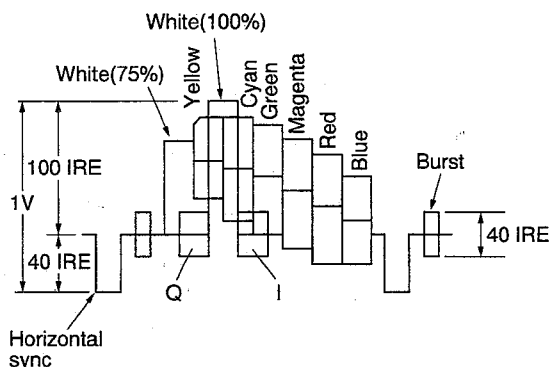 White(100%)
White(75%)
Yellow
Cyan
Green
Magenta
Red
Blue
100 IRE
1V
40 IRE
Burst
40 IRE
Q
I
Horizontal
sync